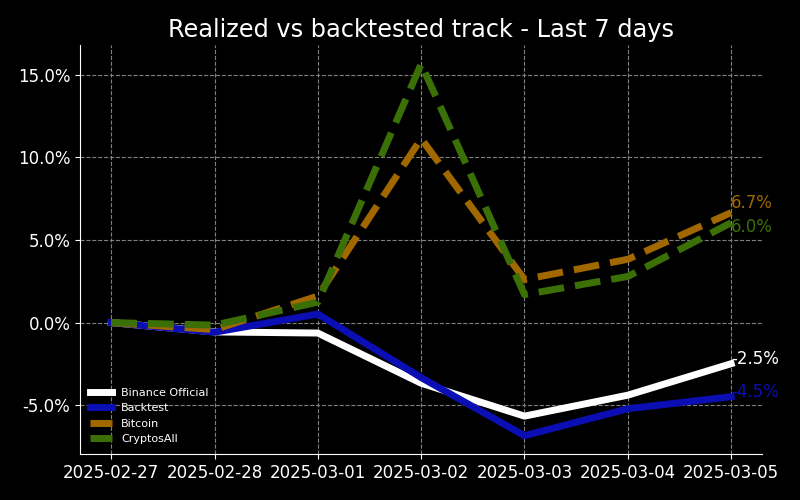 Realized vs backtested track - Last 7 days
15.0%
10.0%
5.0%
0.0%
-5.0%
6.7%
6.0%
-2.5%
-4.5%
Binance Official
Backtest
Bitcoin
CryptosAll
2025-02-27 2025-02-28 2025-03-01 2025-03-02 2025-03-03 2025-03-04 2025-03-05